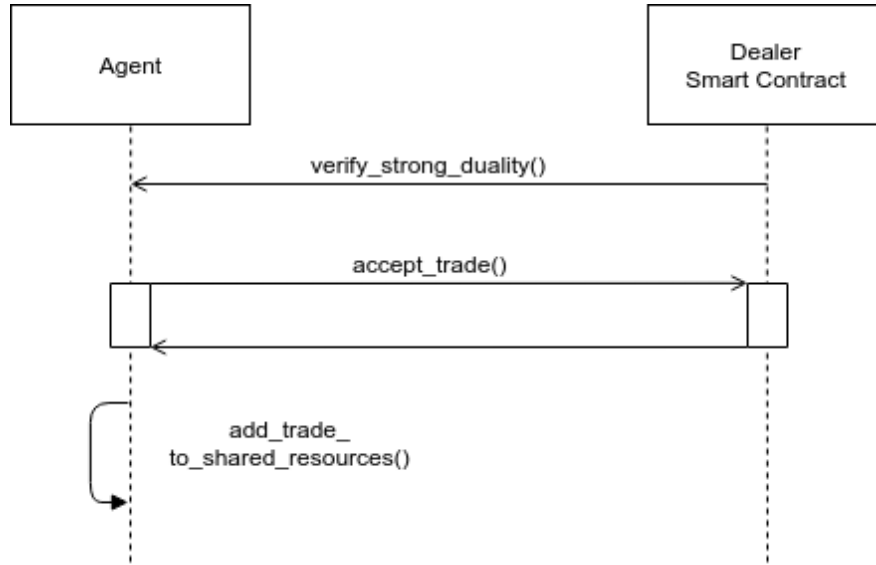 Agent
Dealer
Smart Contract
verify_strong_duality()
accept_trade()
add_trade_
to_shared_resources()